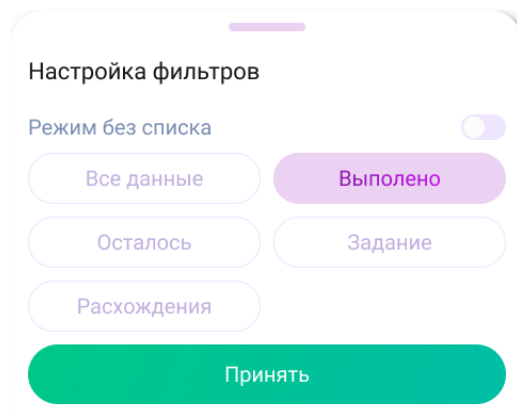 Настройка фильтров
Режим без списка
Все данные
Выполено
Осталось
Задание
Расхождения
Принять